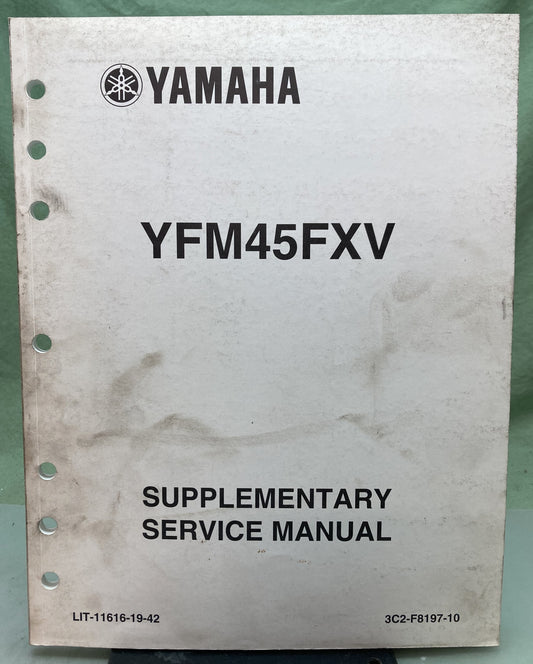 YAMAHA
YFM45FXV
SUPPLEMENTARY
SERVICE MANUAL
LIT-11616-19-42 3C2-F8197-10